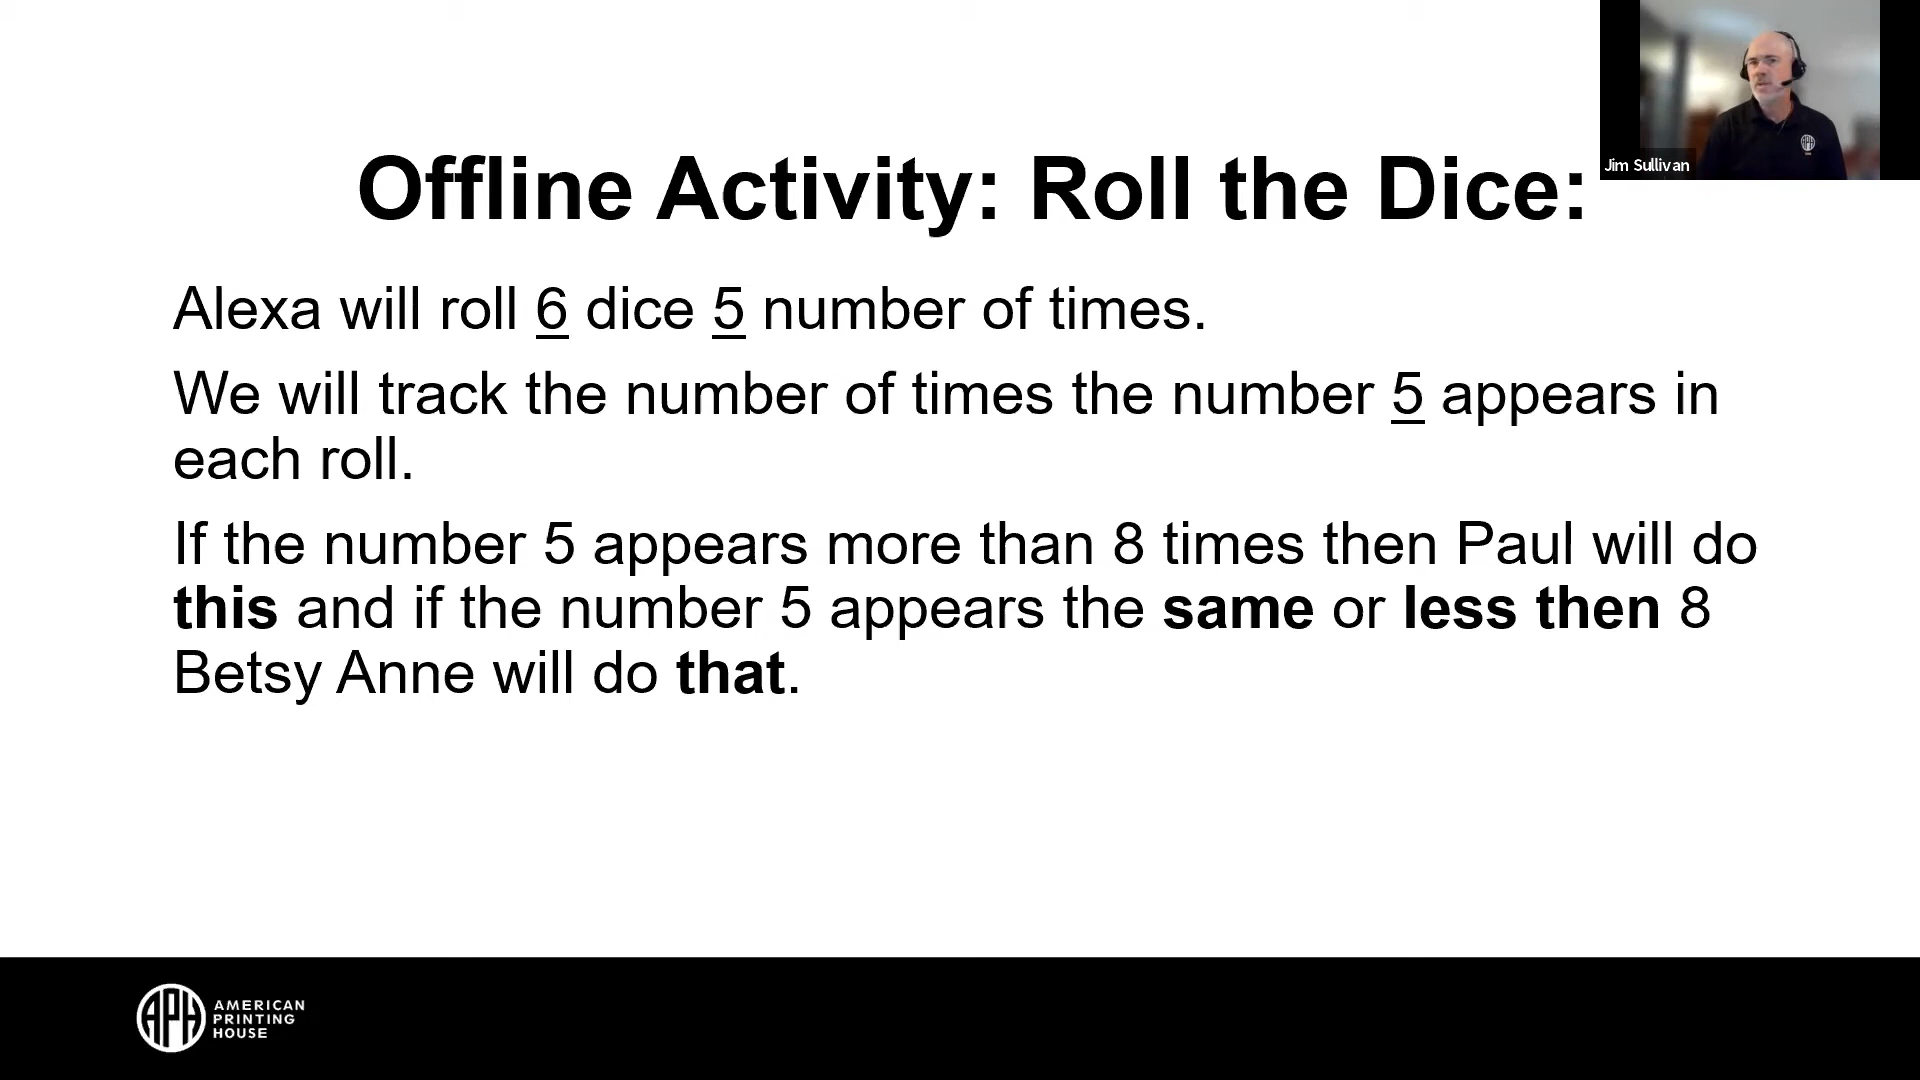 Jim Sullivan
Offline Activity: Roll the Dice:
Alexa will roll 6 dice 5 number of times.
We will track the number of times the number 5 appears in
each roll.
If the number 5 appears more than 8 times then Paul will do
this and if the number 5 appears the same or less then 8
Betsy Anne will do that.
APH
AMERICAN
PRINTING
HOUSE